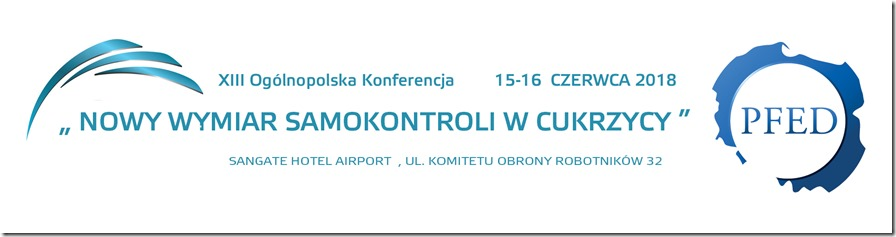 XIII Ogólnopolska Konferencja 15-16 CZERWCA 2018
„ NOWY WYMIAR SAMOKONTROLI W CUKRZYCY ”
PFED
SANGATE HOTEL AIRPORT , UL. KOMITETU OBRONY ROBOTNIKÓW 32